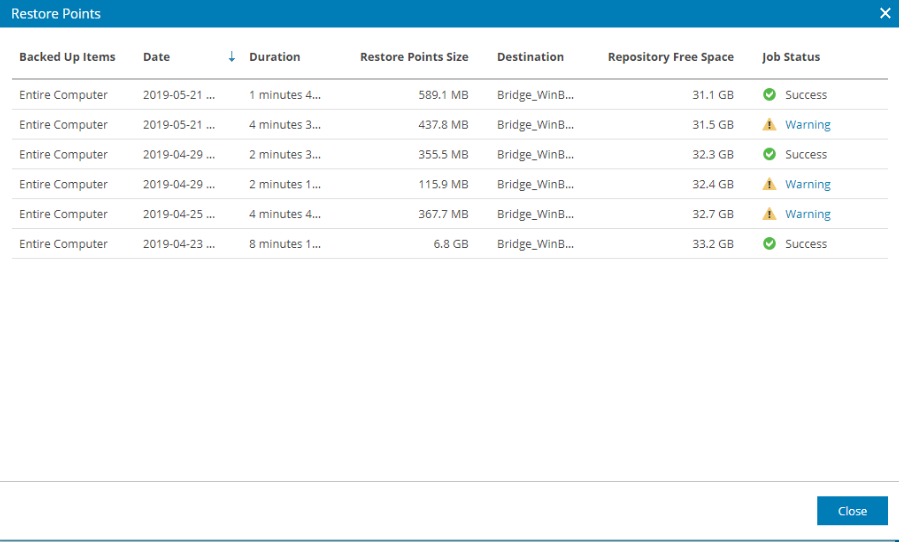 Restore Points
Backed Up Items Date Duration Restore Points Size Destination Repository Free Space Job Status
Entire Computer 2019-05-21 ... 1 minutes 4... 589.1 MB Bridge_WinB... 31.1 GB Success
Entire Computer 2019-05-21 ... 4 minutes 3... 437.8 MB Bridge_WinB... 31.5 GB Warning
Entire Computer 2019-04-29 ... 2 minutes 3... 355.5 MB Bridge_WinB... 32.3 GB Success
Entire Computer 2019-04-29 ... 2 minutes 1... 115.9 MB Bridge_WinB... 32.4 GB Warning
Entire Computer 2019-04-25 ... 4 minutes 4... 367.7 MB Bridge_WinB... 32.7 GB Warning
Entire Computer 2019-04-23 ... 8 minutes 1... 6.8 GB Bridge_WinB... 33.2 GB Success
Close